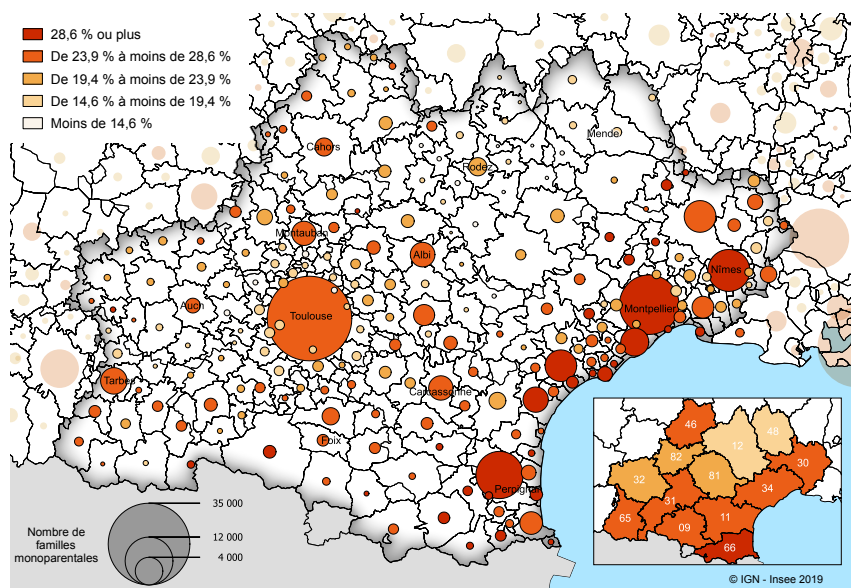 28,6 % ou plus
De 23,9 % à moins de 28,6 %
De 19,4 % à moins de 23,9 %
De 14,6 % à moins de 19,4 %
Moins de 14,6 %
Mende
Cahors
Rodez
Montauban
Albi
Nîmes
Auch
Toulouse
Montpellier
Tarbes
Carcassonne
Foix
Perpignan
46
48
12
82
30
32
81
34
31
65
11
09
66
35 000
12 000
4 000
Nombre de
familles
monoparentales
© IGN - Insee 2019